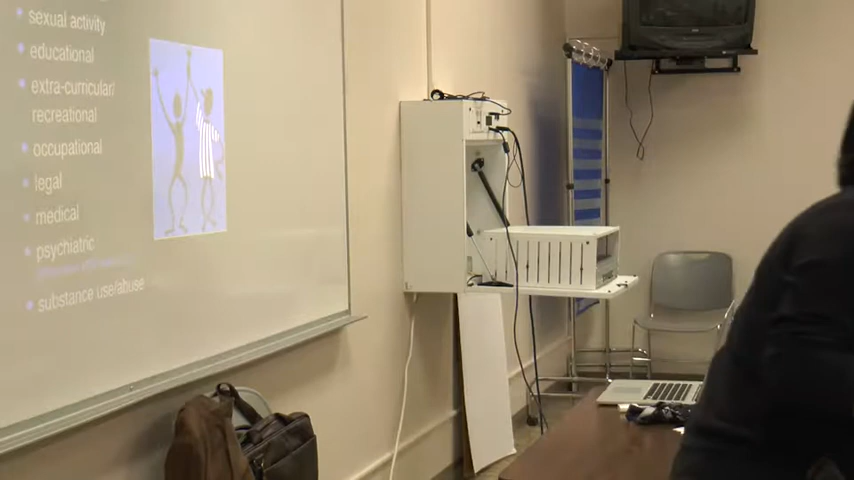 sexual activity
educational
extra-curricular/
recreational
occupational
legal
medical
psychiatric
substance use/abuse